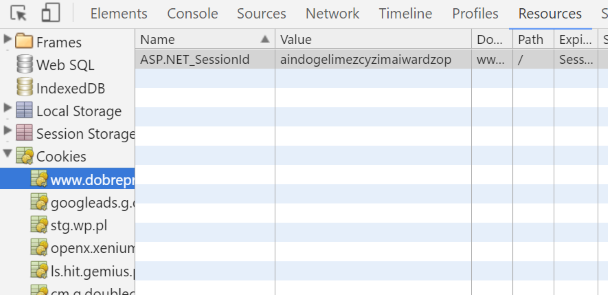 Elements Console Sources Network Timeline Profiles Resources
Name Value Do... Path Expi... S
Frames
Web SQL
IndexedDB
Local Storage
Session Storage
Cookies
www.dobrepr
googleads.g.
stg.wp.pl
openx.xenium
ls.hit.gemius.p
cm.g.doublec
ASP.NET_SessionId aindogelimezcyzimaiwardzop ww... / Sess...